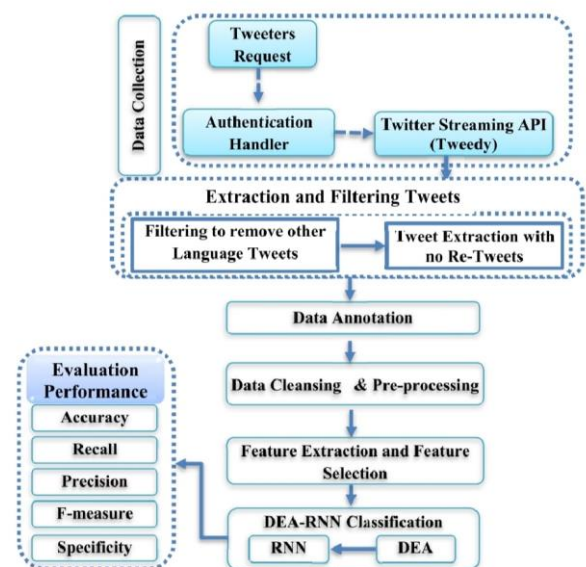 Data Collection
Tweeters
Request
Authentication
Handler
Twitter Streaming API
(Tweedy)
Extraction and Filtering Tweets
Filtering to remove other
Language Tweets
Tweet Extraction with
no Re-Tweets
Data Annotation
Data Cleansing & Pre-processing
Feature Extraction and Feature
Selection
DEA-RNN Classification
RNN
DEA
Evaluation
Performance
Accuracy
Recall
Precision
F-measure
Specificity